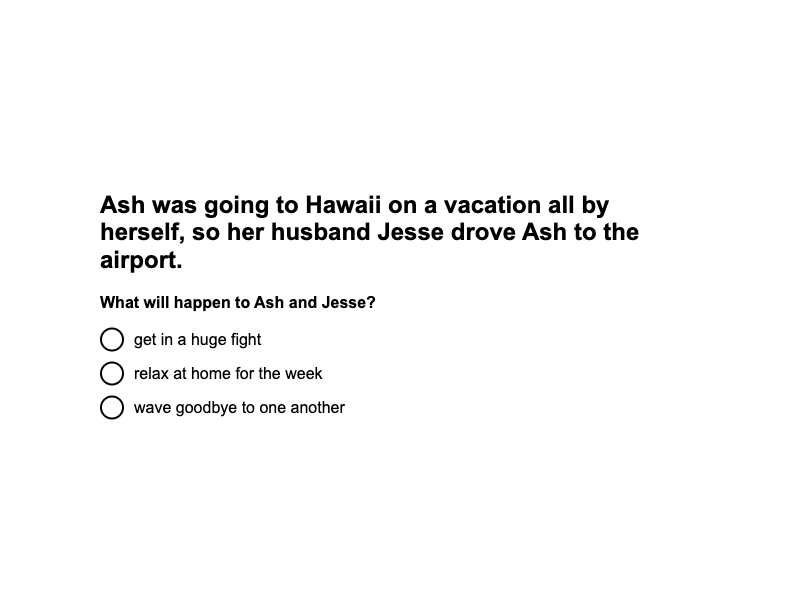 Ash was going to Hawaii on a vacation all by
herself, so her husband Jesse drove Ash to the
airport.
What will happen to Ash and Jesse?
get in a huge fight
relax at home for the week
wave goodbye to one another